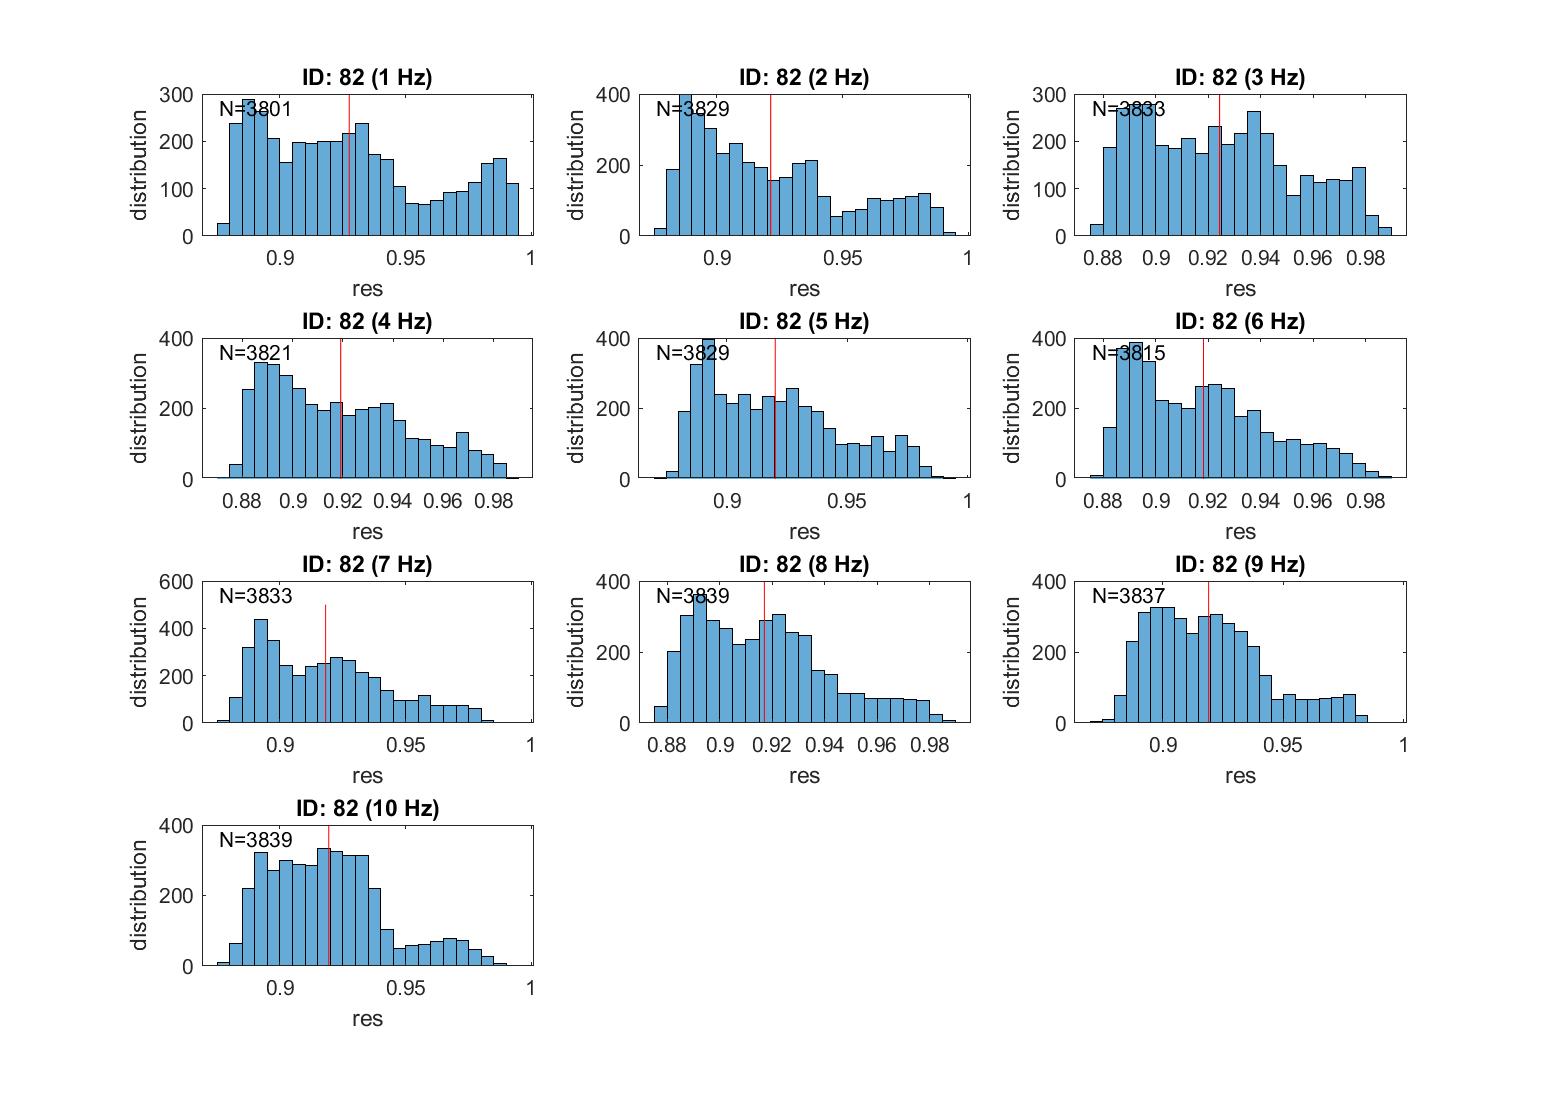 ID: 82 (1 Hz)
N=3801
300
200
100
0
distribution
0.9 0.95 1
res
ID: 82 (2 Hz)
N=3829
400
200
0
distribution
0.9 0.95 1
res
ID: 82 (3 Hz)
N=3833
300
200
100
0
distribution
0.88 0.9 0.92 0.94 0.96 0.98
res
ID: 82 (4 Hz)
N=3821
400
200
0
distribution
0.88 0.9 0.92 0.94 0.96 0.98
res
ID: 82 (5 Hz)
N=3829
400
200
0
distribution
0.9 0.95 1
res
ID: 82 (6 Hz)
N=3815
400
200
0
distribution
0.88 0.9 0.92 0.94 0.96 0.98
res
ID: 82 (7 Hz)
N=3833
600
400
200
0
distribution
0.9 0.95 1
res
ID: 82 (8 Hz)
N=3839
400
200
0
distribution
0.88 0.9 0.92 0.94 0.96 0.98
res
ID: 82 (9 Hz)
N=3837
400
200
0
distribution
0.9 0.95 1
res
ID: 82 (10 Hz)
N=3839
400
200
0
distribution
0.9 0.95 1
res